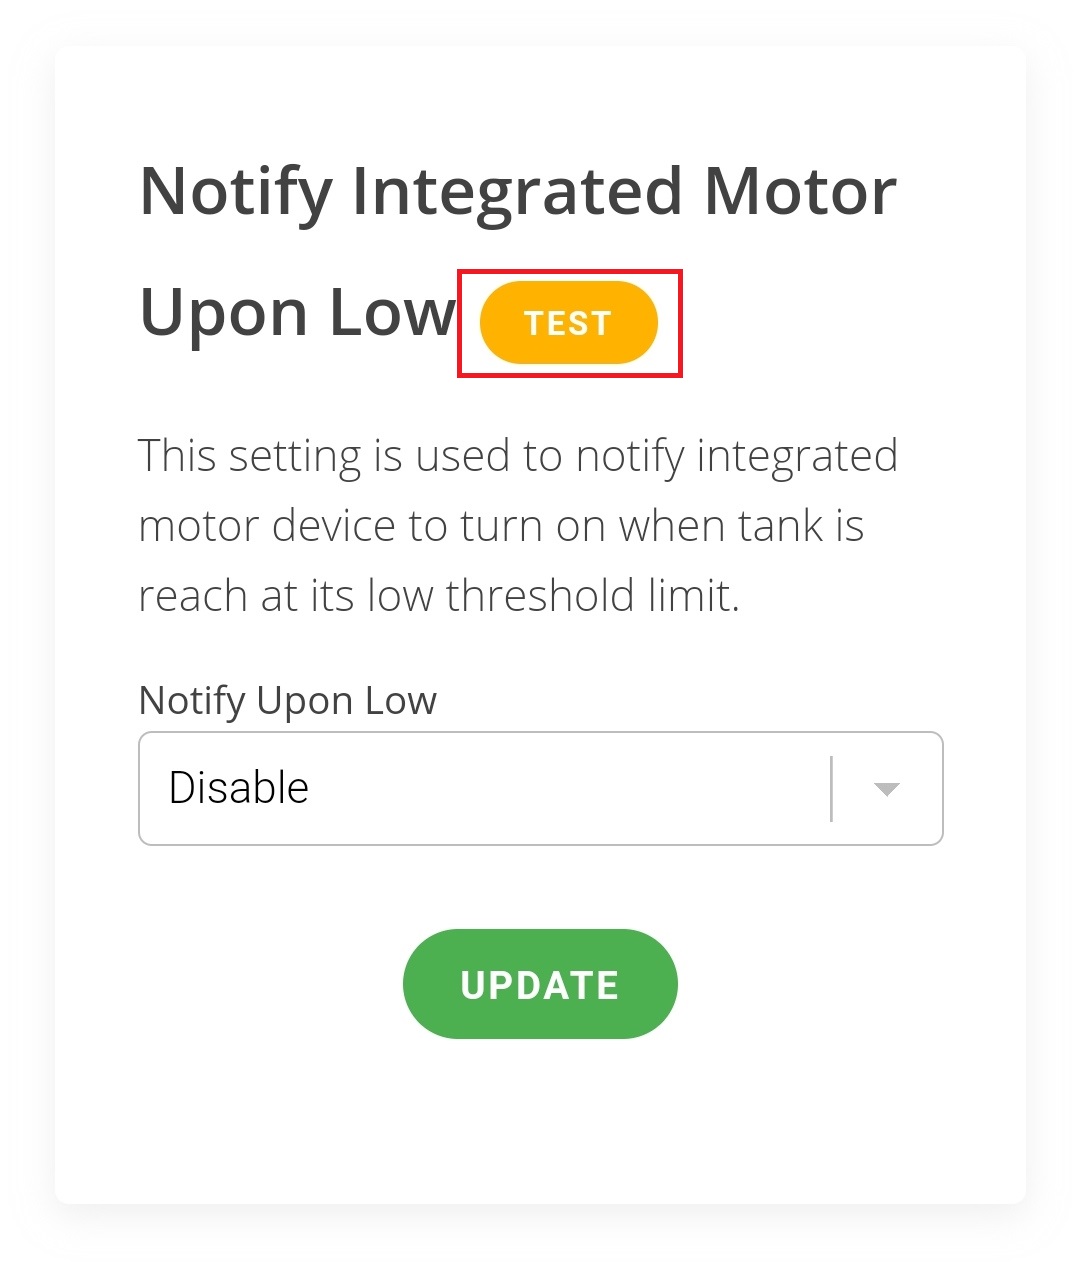 Notify Integrated Motor
Upon Low TEST
This setting is used to notify integrated
motor device to turn on when tank is
reach at its low threshold limit.
Notify Upon Low
Disable
UPDATE